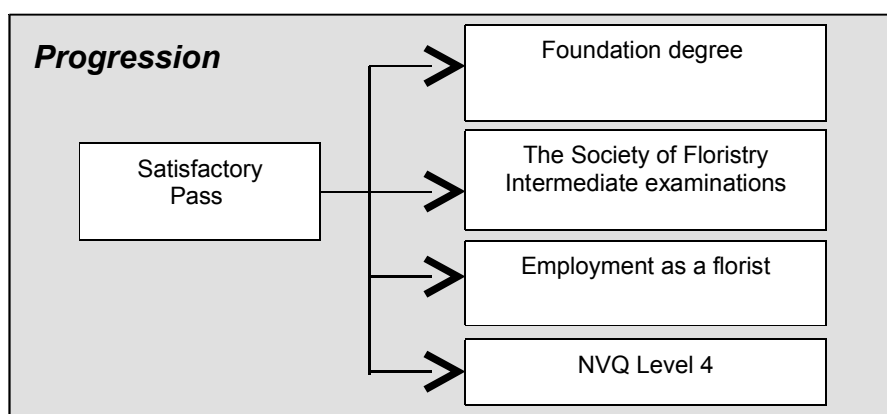 Progression
Foundation degree
Satisfactory
Pass
The Society of Floristry
Intermediate examinations
Employment as a florist
NVQ Level 4